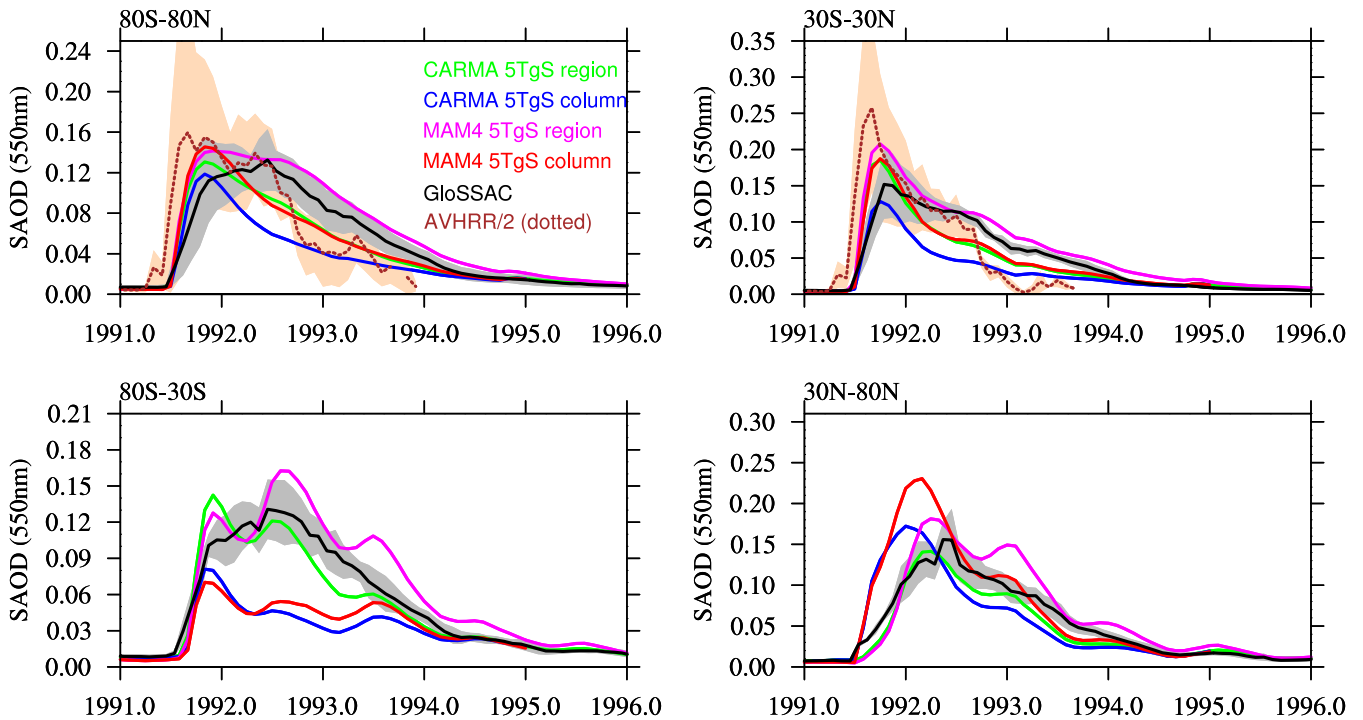 80S-80N
0.24
0.20
0.16
0.12
0.08
0.04
0.00
SAOD (550nm)
CARMA 5TgS region
CARMA 5TgS column
MAM4 5TgS region
MAM4 5TgS column
GloSSAC
AVHRR/2 (dotted)
1991.0 1992.0 1993.0 1994.0 1995.0 1996.0
30S-30N
0.35
0.30
0.25
0.20
0.15
0.10
0.05
0.00
SAOD (550nm)
1991.0 1992.0 1993.0 1994.0 1995.0 1996.0
80S-30S
0.21
0.18
0.15
0.12
0.09
0.06
0.03
0.00
SAOD (550nm)
1991.0 1992.0 1993.0 1994.0 1995.0 1996.0
30N-80N
0.30
0.25
0.20
0.15
0.10
0.05
0.00
SAOD (550nm)
1991.0 1992.0 1993.0 1994.0 1995.0 1996.0